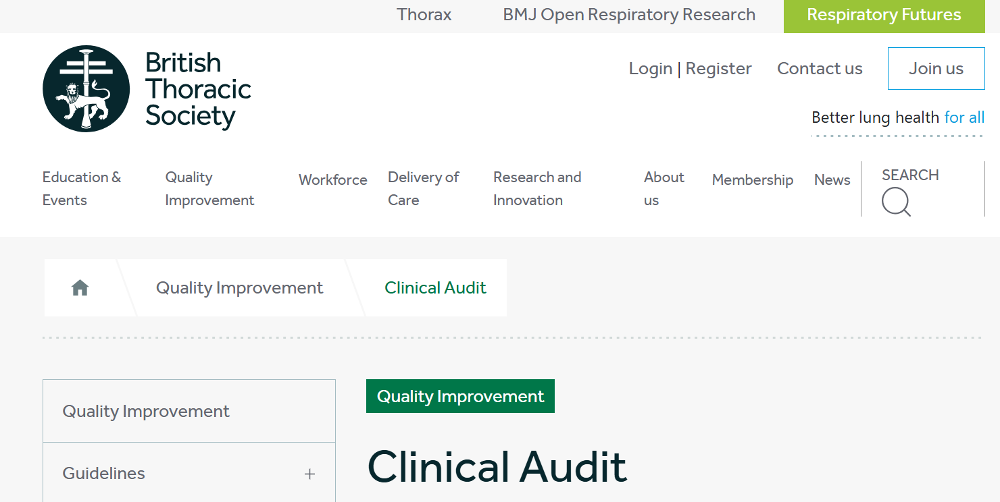 Thorax BMJ Open Respiratory Research Respiratory Futures
British
Thoracic
Society
Login | Register Contact us Join us
Better lung health for all
Education &
Events
Quality
Improvement
Workforce
Delivery of
Care
Research and
Innovation
About
us
Membership
News
SEARCH
Quality Improvement Clinical Audit
Quality Improvement
Guidelines +
Quality Improvement
Clinical Audit